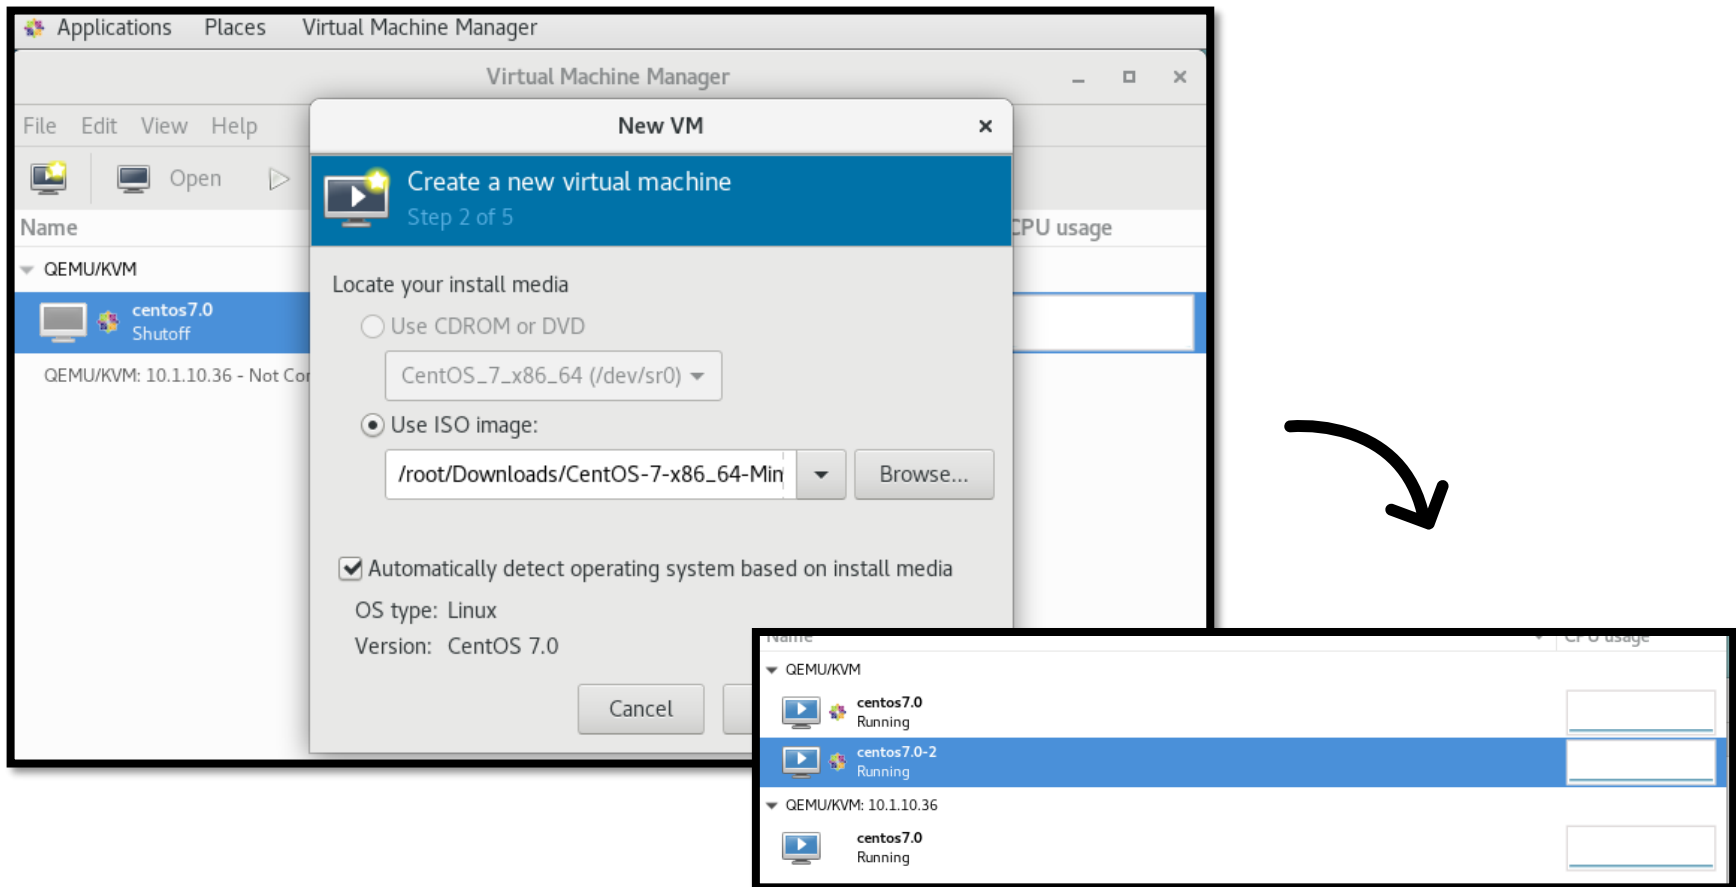 Applications Places Virtual Machine Manager
Virtual Machine Manager
File Edit View Help
New VM
Open
Create a new virtual machine
Step 2 of 5
Name
CPU usage
QEMU/KVM
centos7.0
Shutoff
QEMU/KVM: 10.1.10.36 - Not Cor
Locate your install media
Use CDROM or DVD
CentOS_7_x86_64 (/dev/sr0)
Use ISO image:
/root/Downloads/CentOS-7-x86_64-Min
Browse...
Automatically detect operating system based on install media
OS type: Linux
Version: CentOS 7.0
Cancel
Name CPU usage
QEMU/KVM
centos7.0
Running
centos7.0-2
Running
QEMU/KVM: 10.1.10.36
centos7.0
Running